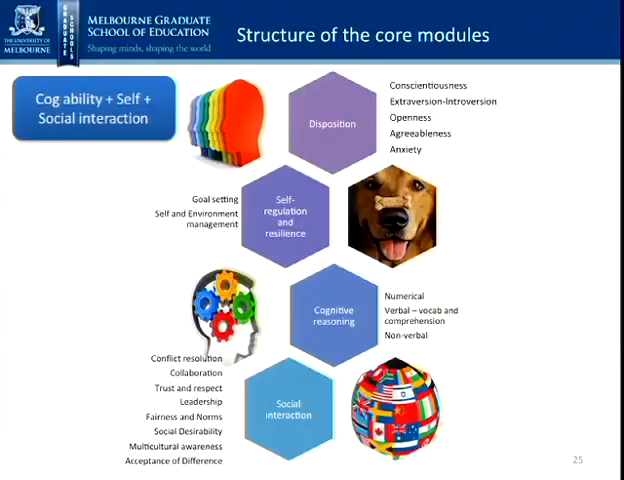 THE UNIVERSITY OF
MELBOURNE
GRADUATE
SCHOOLS
MELBOURNE GRADUATE
SCHOOL OF EDUCATION
Shaping minds, shaping the world
Structure of the core modules
Cog ability + Self +
Social interaction
Disposition
Conscientiousness
Extraversion-Introversion
Openness
Agreeableness
Anxiety
Goal setting
Self and Environment
management
Self-
regulation
and
resilience
Cognitive
reasoning
Numerical
Verbal – vocab and
comprehension
Non-verbal
Conflict resolution
Collaboration
Trust and respect
Leadership
Fairness and Norms
Social Desirability
Multicultural awareness
Acceptance of Difference
Social
interaction
25